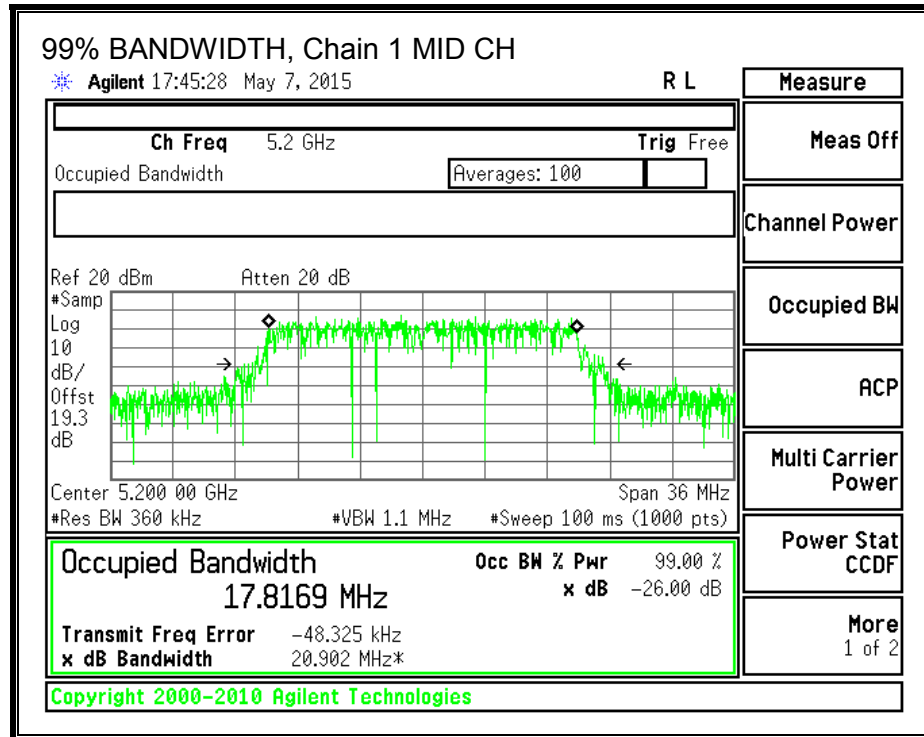 99% BANDWIDTH, Chain 1 MID CH
Agilent 17:45:28 May 7, 2015 R L
Measure
Ch Freq 5.2 GHz Trig Free
Occupied Bandwidth Averages: 100
Ref 20 dBm Atten 20 dB
#Samp
Log
10
dB/
Offst
19.3
dB
Center 5.200 00 GHz Span 36 MHz
#Res BW 360 kHz #VBW 1.1 MHz #Sweep 100 ms (1000 pts)
Occupied Bandwidth Occ BW % Pwr 99.00 %
17.8169 MHz x dB -26.00 dB
Transmit Freq Error -48.325 kHz
x dB Bandwidth 20.902 MHz*
Copyright 2000-2010 Agilent Technologies
Meas Off
Channel Power
Occupied BW
ACP
Multi Carrier
Power
Power Stat
CCDF
More
1 of 2